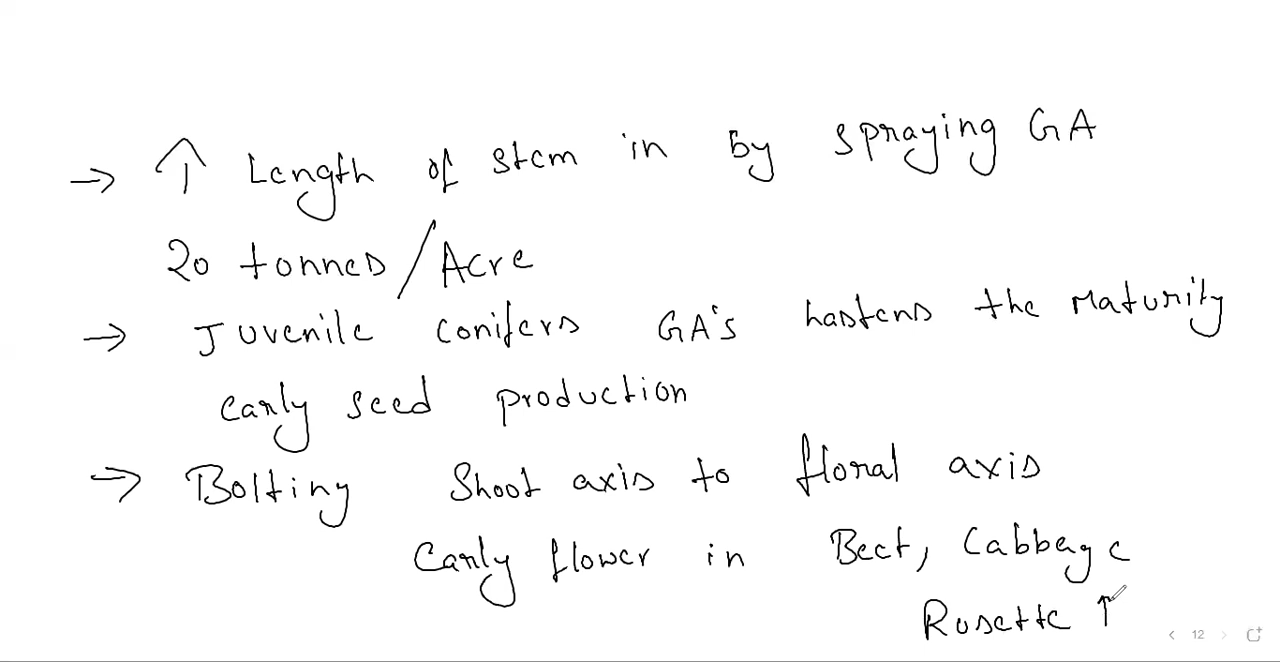 → ↑ Length of stem in by spraying GA
20 tonnes/Acre
→ Juvenile conifers GA's hastens the maturity
early seed production
→ Bolting Shoot axis to floral axis
Early flower in Beet, Cabbage
Rosette
< 12 >